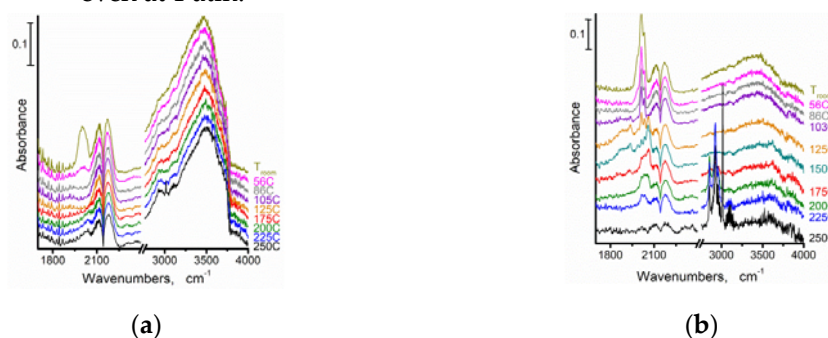 0.1
Absorbance
T room
56C
86C
105C
125C
175C
200C
225C
250C
1800 2100 3000 3500 4000
Wavenumbers, cm-1
(a)
0.1
Absorbance
T room
56C
86C
103
125
150
175
200
225
250
1800 2100 3000 3500 4000
Wavenumbers, cm-1
(b)